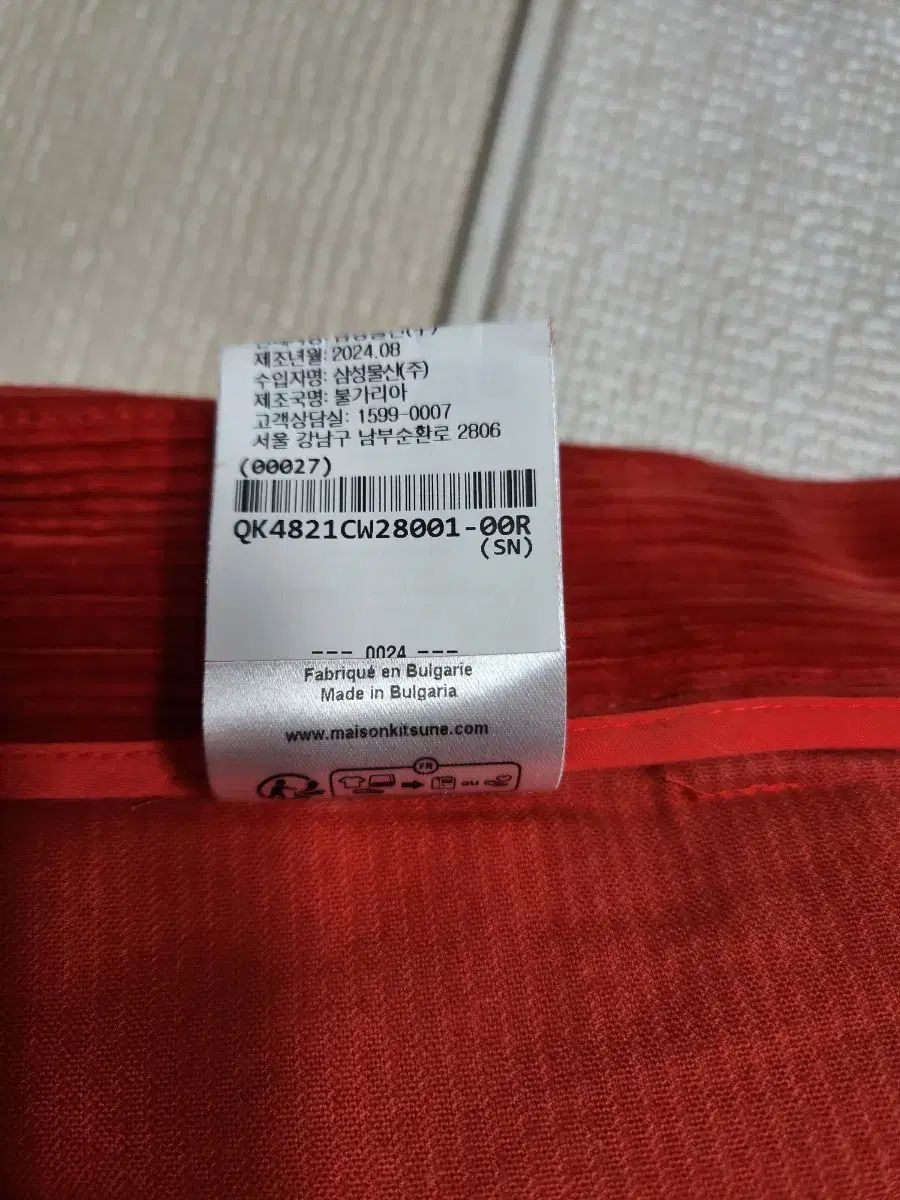 제조년월: 2024.08
수입자명: 삼성물산(주)
제조국명: 불가리아
고객상담실: 1599-0007
서울 강남구 남부순환로 2806
(00027)
QK4821CW28001-00R
(SN)
--- 0024 ---
Fabriqué en Bulgarie
Made in Bulgaria
www.maisonkitsune.com
FR
ou